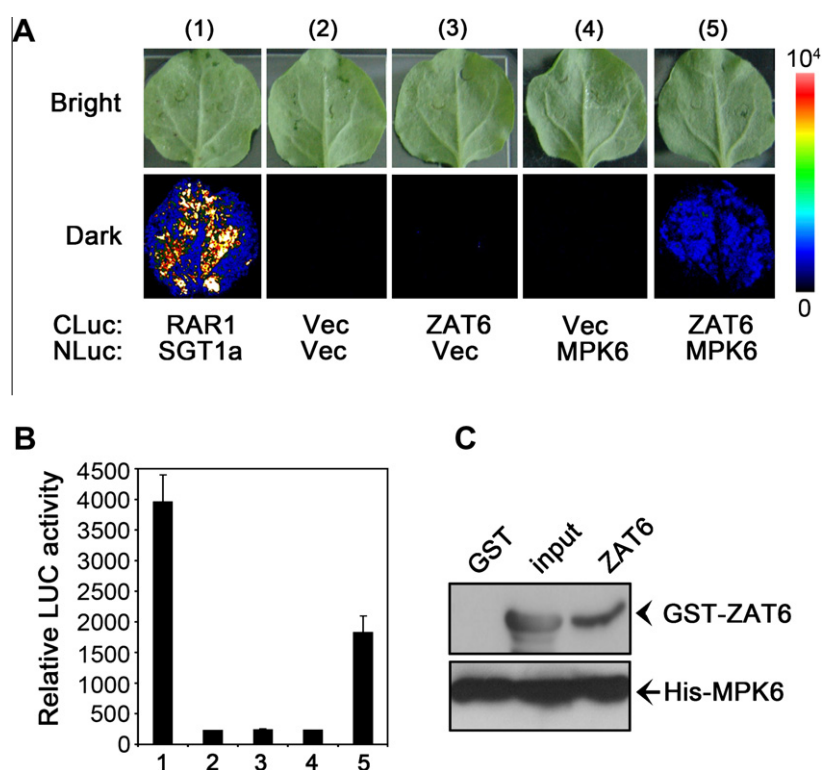 A
(1) (2) (3) (4) (5)
Bright
Dark
10⁴
0
CLuc: RAR1 Vec ZAT6 Vec ZAT6
NLuc: SGT1a Vec Vec MPK6 MPK6
B
Relative LUC activity
4500
4000
3500
3000
2500
2000
1500
1000
500
0
1 2 3 4 5
C
GST input ZAT6
GST-ZAT6
His-MPK6